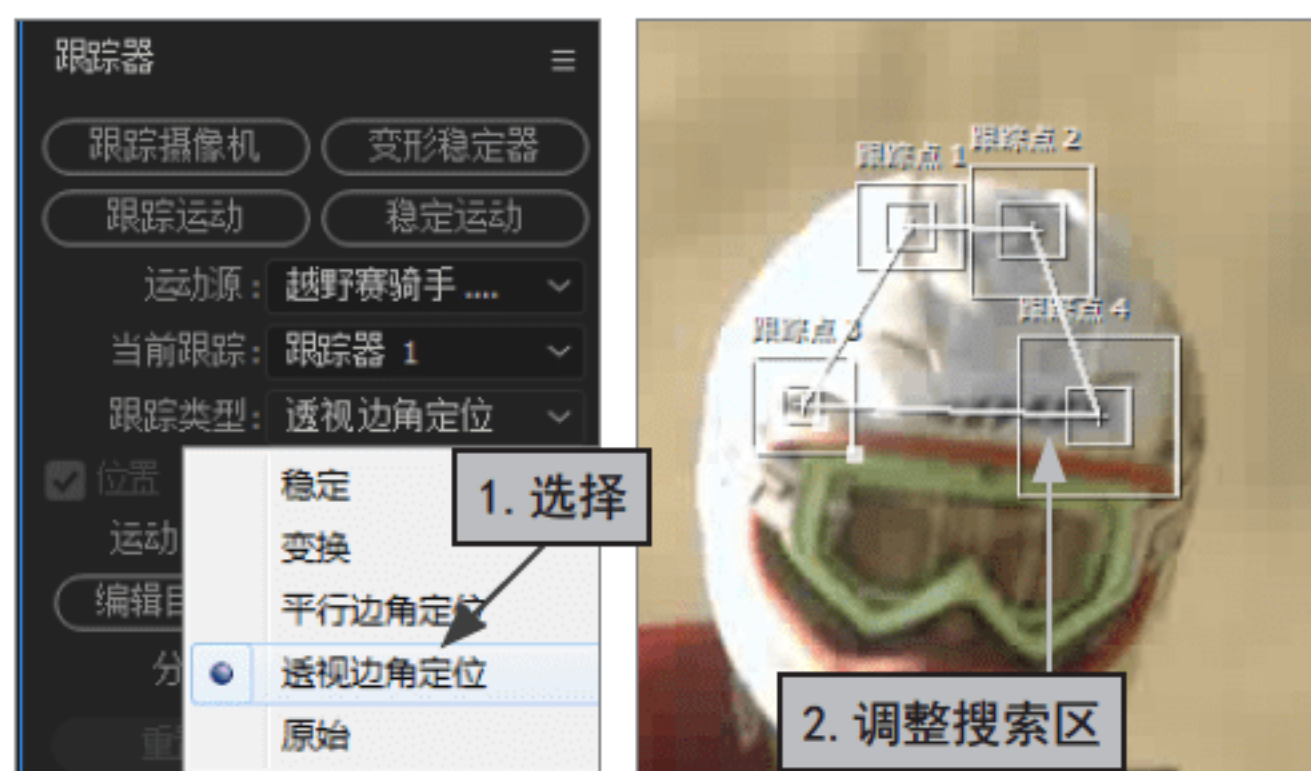 跟踪器
跟踪摄像机
变形稳定器
跟踪运动
稳定运动
运动源：
越野赛骑手 ....
当前跟踪：
跟踪器 1
跟踪类型：
透视边角定位
位置
运动
编辑目
分
重
稳定
变换
平行边角定位
透视边角定位
原始
1. 选择
跟踪点 1
跟踪点 2
跟踪点 3
跟踪点 4
2. 调整搜索区